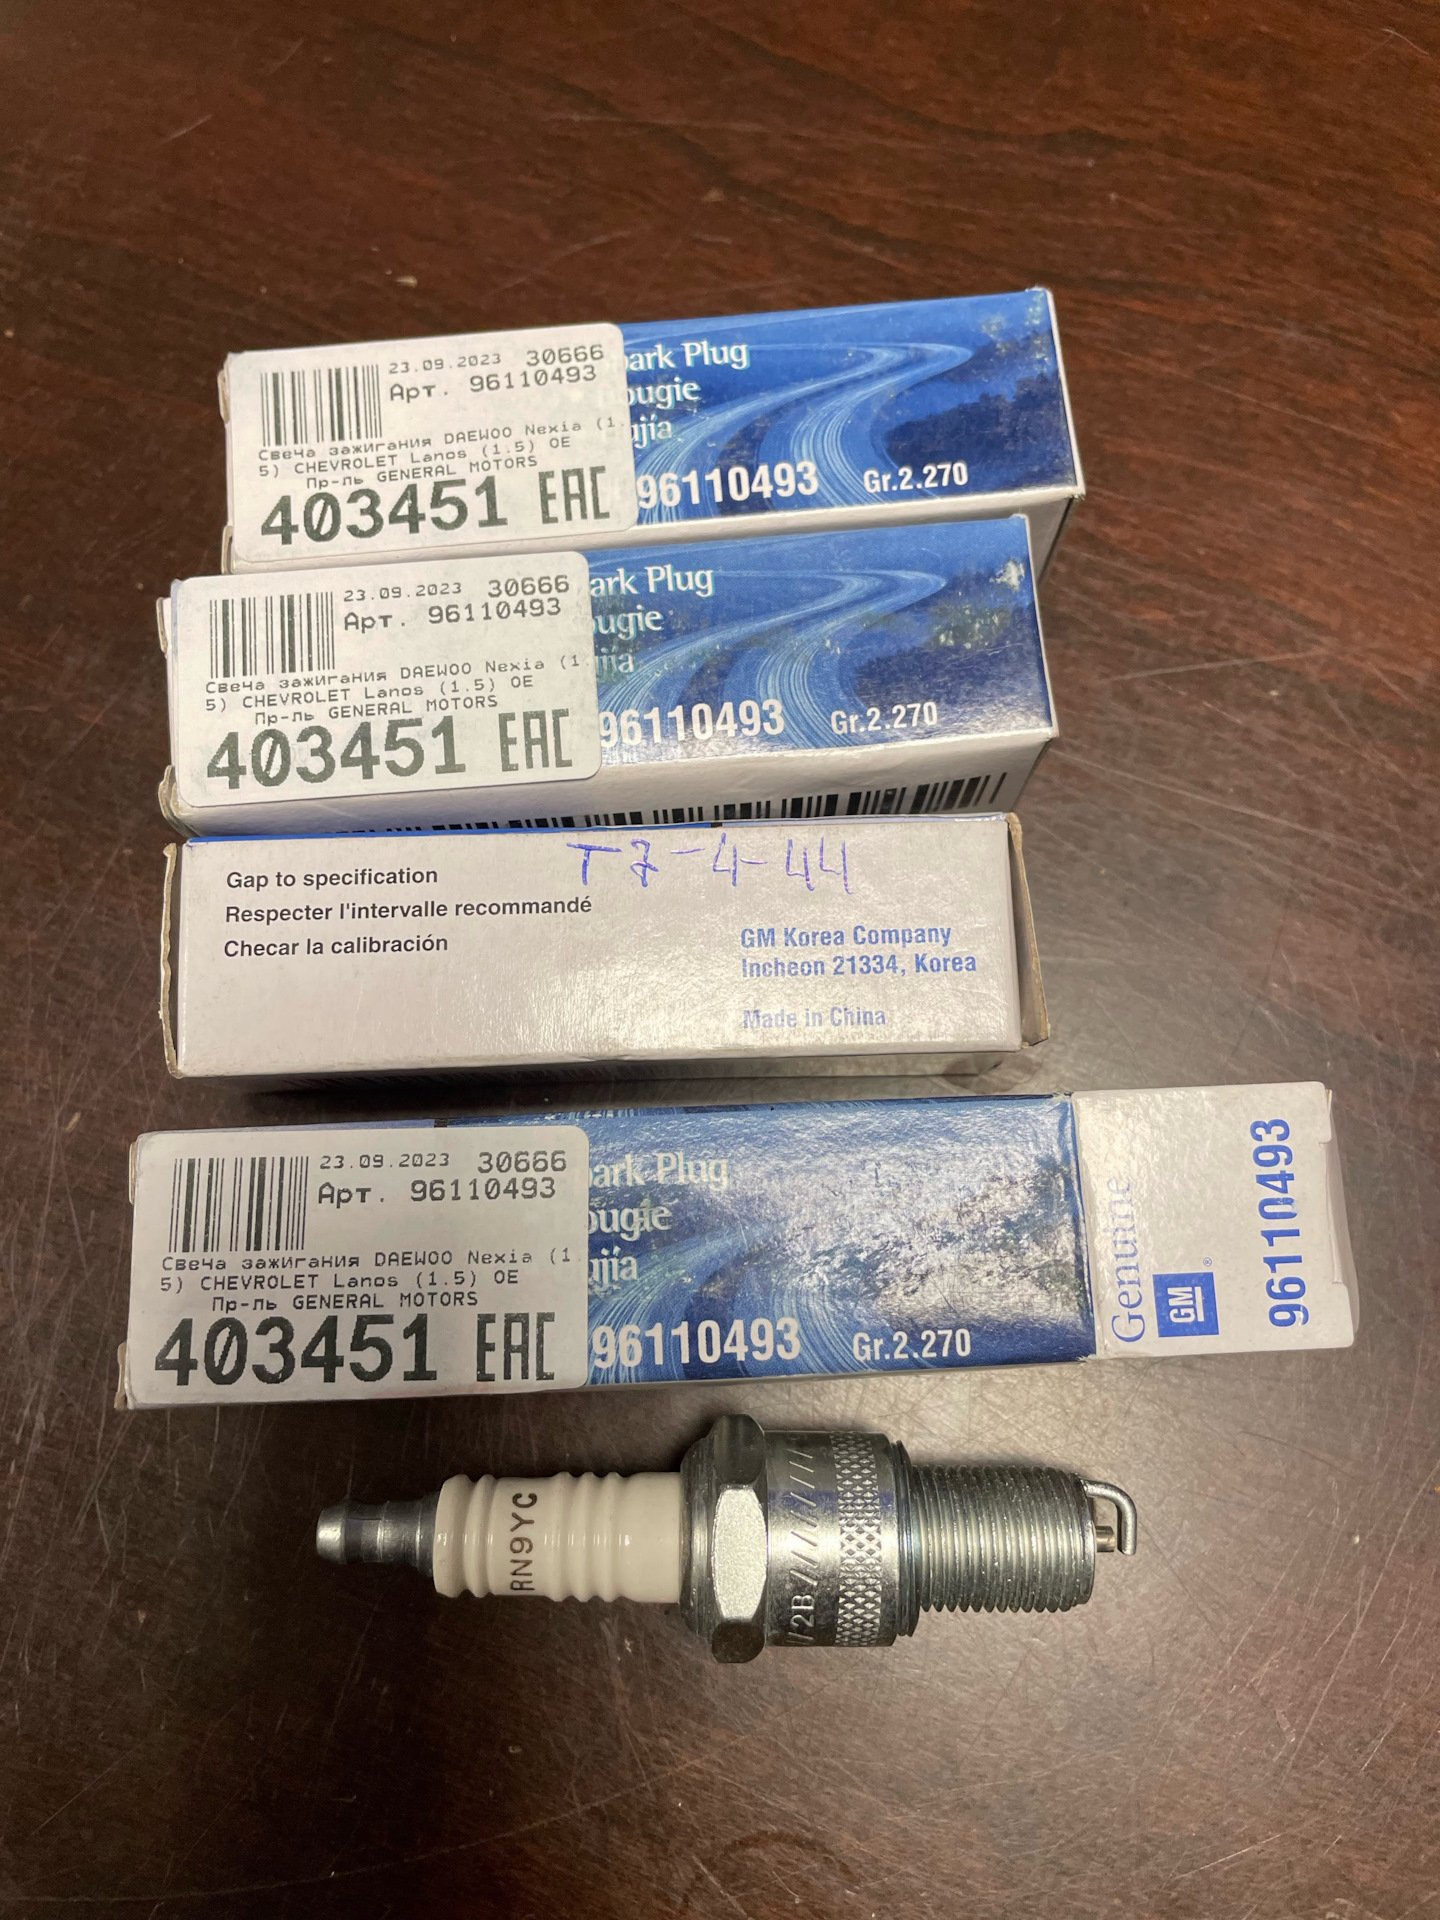 23.09.2023 30666
Арт. 96110493
Свеча зажигания DAEWOO Nexia (1.
5) CHEVROLET Lanos (1.5) OE
Пр-ль GENERAL MOTORS
403451 EAC
ark Plug
ougie
ujía
96110493 Gr.2.270
23.09.2023 30666
Арт. 96110493
Свеча зажигания DAEWOO Nexia (1.
5) CHEVROLET Lanos (1.5) OE
Пр-ль GENERAL MOTORS
403451 EAC
ark Plug
ougie
ujía
96110493 Gr.2.270
T7-4-44
Gap to specification
Respecter l'intervalle recommandé
Checar la calibración
GM Korea Company
Incheon 21334, Korea
Made in China
23.09.2023 30666
Арт. 96110493
Свеча зажигания DAEWOO Nexia (1.
5) CHEVROLET Lanos (1.5) OE
Пр-ль GENERAL MOTORS
403451 EAC
ark Plug
ougie
ujía
96110493 Gr.2.270
Genuine
GM®
96110493
RN9YC
//2B/////////